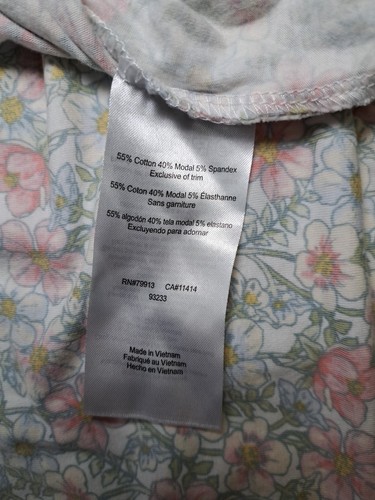 55% Cotton 40% Modal 5% Spandex
Exclusive of trim
55% Coton 40% Modal 5% Élasthanne
Sans garniture
55% algodón 40% tela modal 5% elastano
Excluyendo para adornar
RN#79913 CA#11414
93233
Made in Vietnam
Fabriqué au Vietnam
Hecho en Vietnam